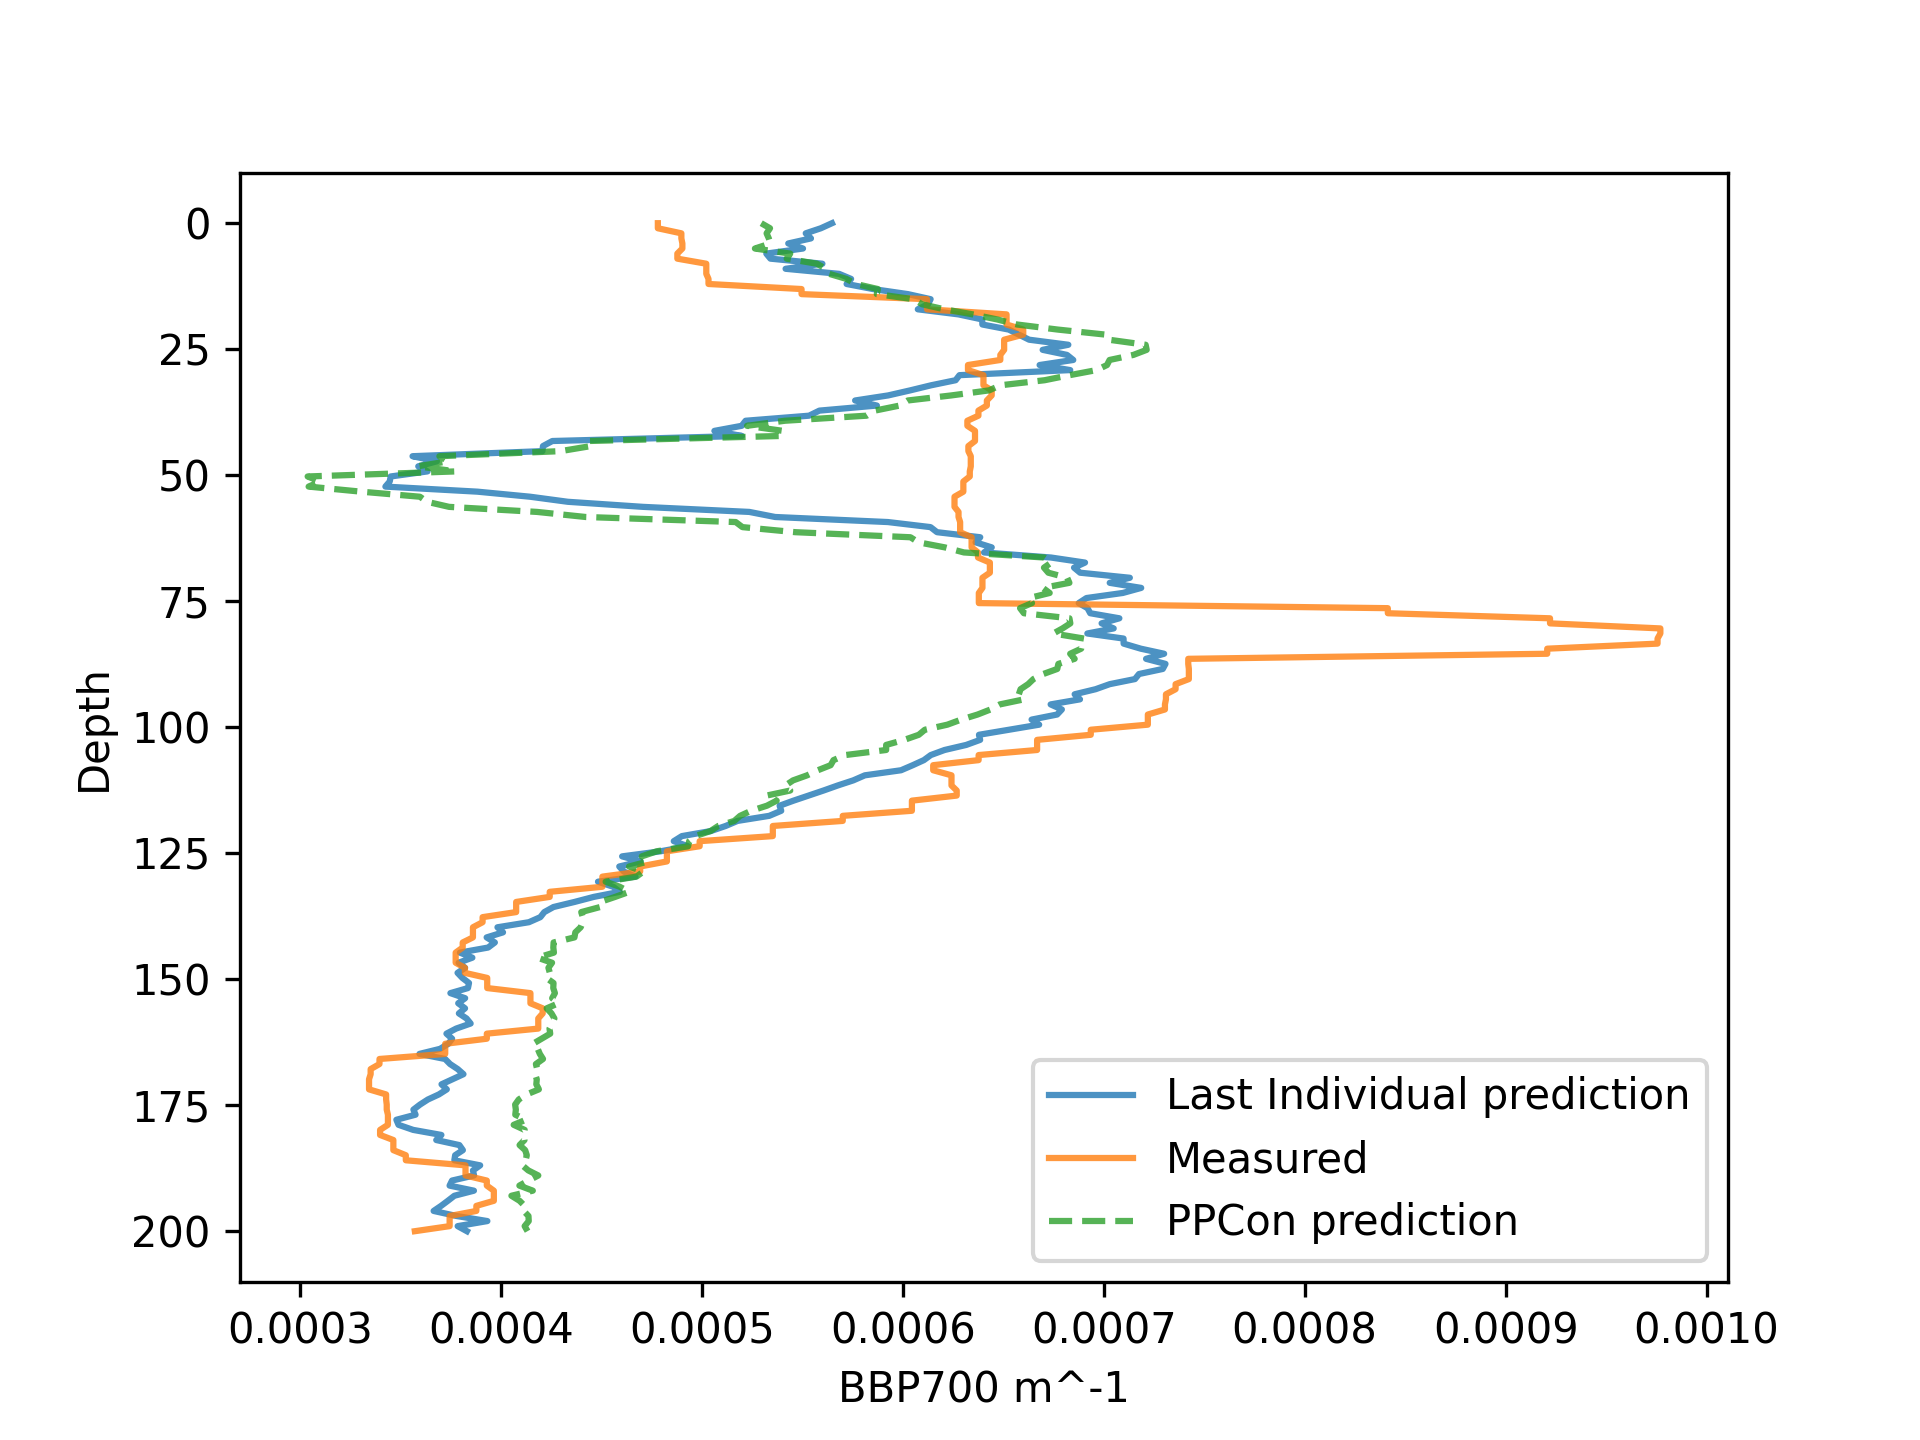 0
25
50
75
100
125
150
175
200
Depth
0.0003 0.0004 0.0005 0.0006 0.0007 0.0008 0.0009 0.0010
BBP700 m^-1
Last Individual prediction
Measured
PPCon prediction